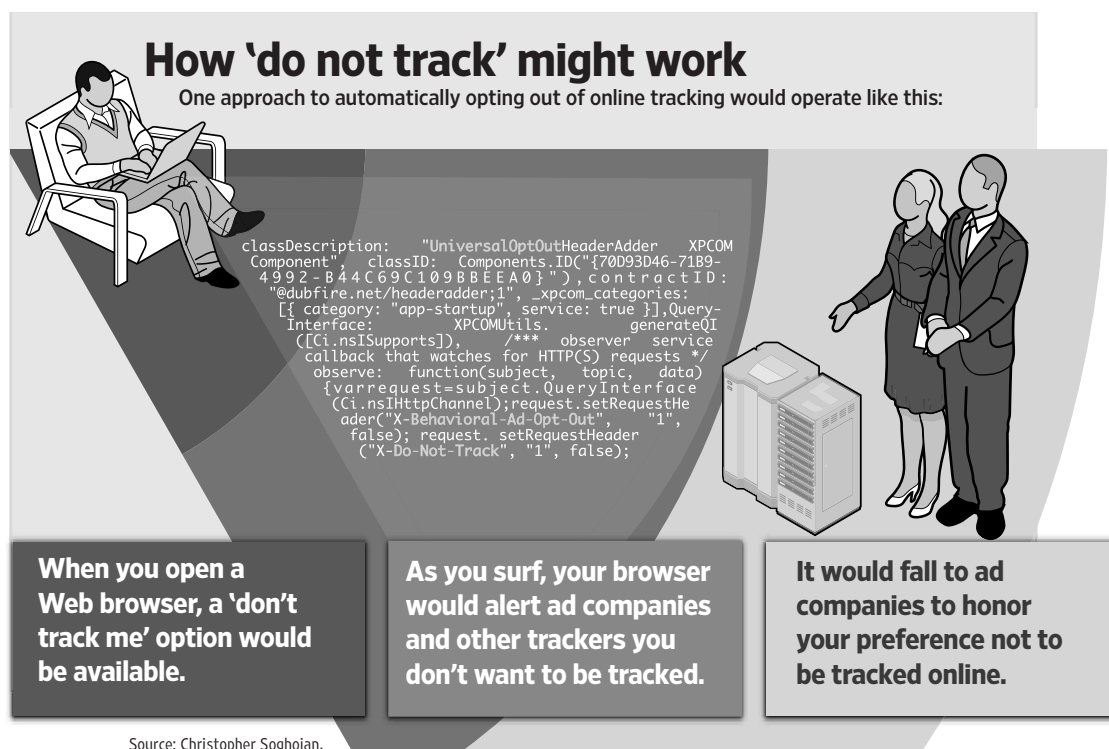 How ‘do not track’ might work
One approach to automatically opting out of online tracking would operate like this:
classDescription: "UniversalOptOutHeaderAdder XPCOM
Component", classID: Components.ID("{70D93D46-71B9-
4992-B44C69C109BBEEA0}"),contractID:
"@dubfire.net/headeradder;1", _xpcom_categories:
[{ category: "app-startup", service: true }],Query-
Interface: XPCOMUtils. generateQI
([Ci.nsISupports]), /*** observer service
callback that watches for HTTP(S) requests */
observe: function(subject, topic, data)
{varrequest=subject.QueryInterface
(Ci.nsIHttpChannel);request.setRequestHe
ader("X-Behavioral-Ad-Opt-Out", "1",
false); request. setRequestHeader
("X-Do-Not-Track", "1", false);
When you open a
Web browser, a ‘don’t
track me’ option would
be available.
As you surf, your browser
would alert ad companies
and other trackers you
don’t want to be tracked.
It would fall to ad
companies to honor
your preference not to
be tracked online.
Source: Christopher Soghoian.